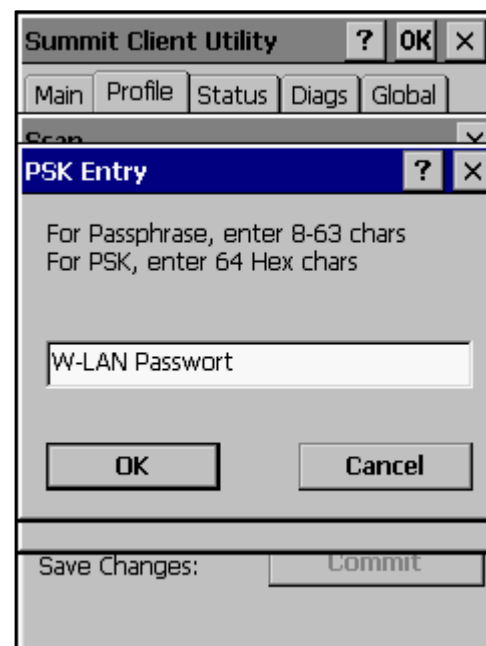 Summit Client Utility ? OK ×
Main Profile Status Diags Global
Scan
PSK Entry ? ×
For Passphrase, enter 8-63 chars
For PSK, enter 64 Hex chars
W-LAN Passwort
OK Cancel
Save Changes: Commit